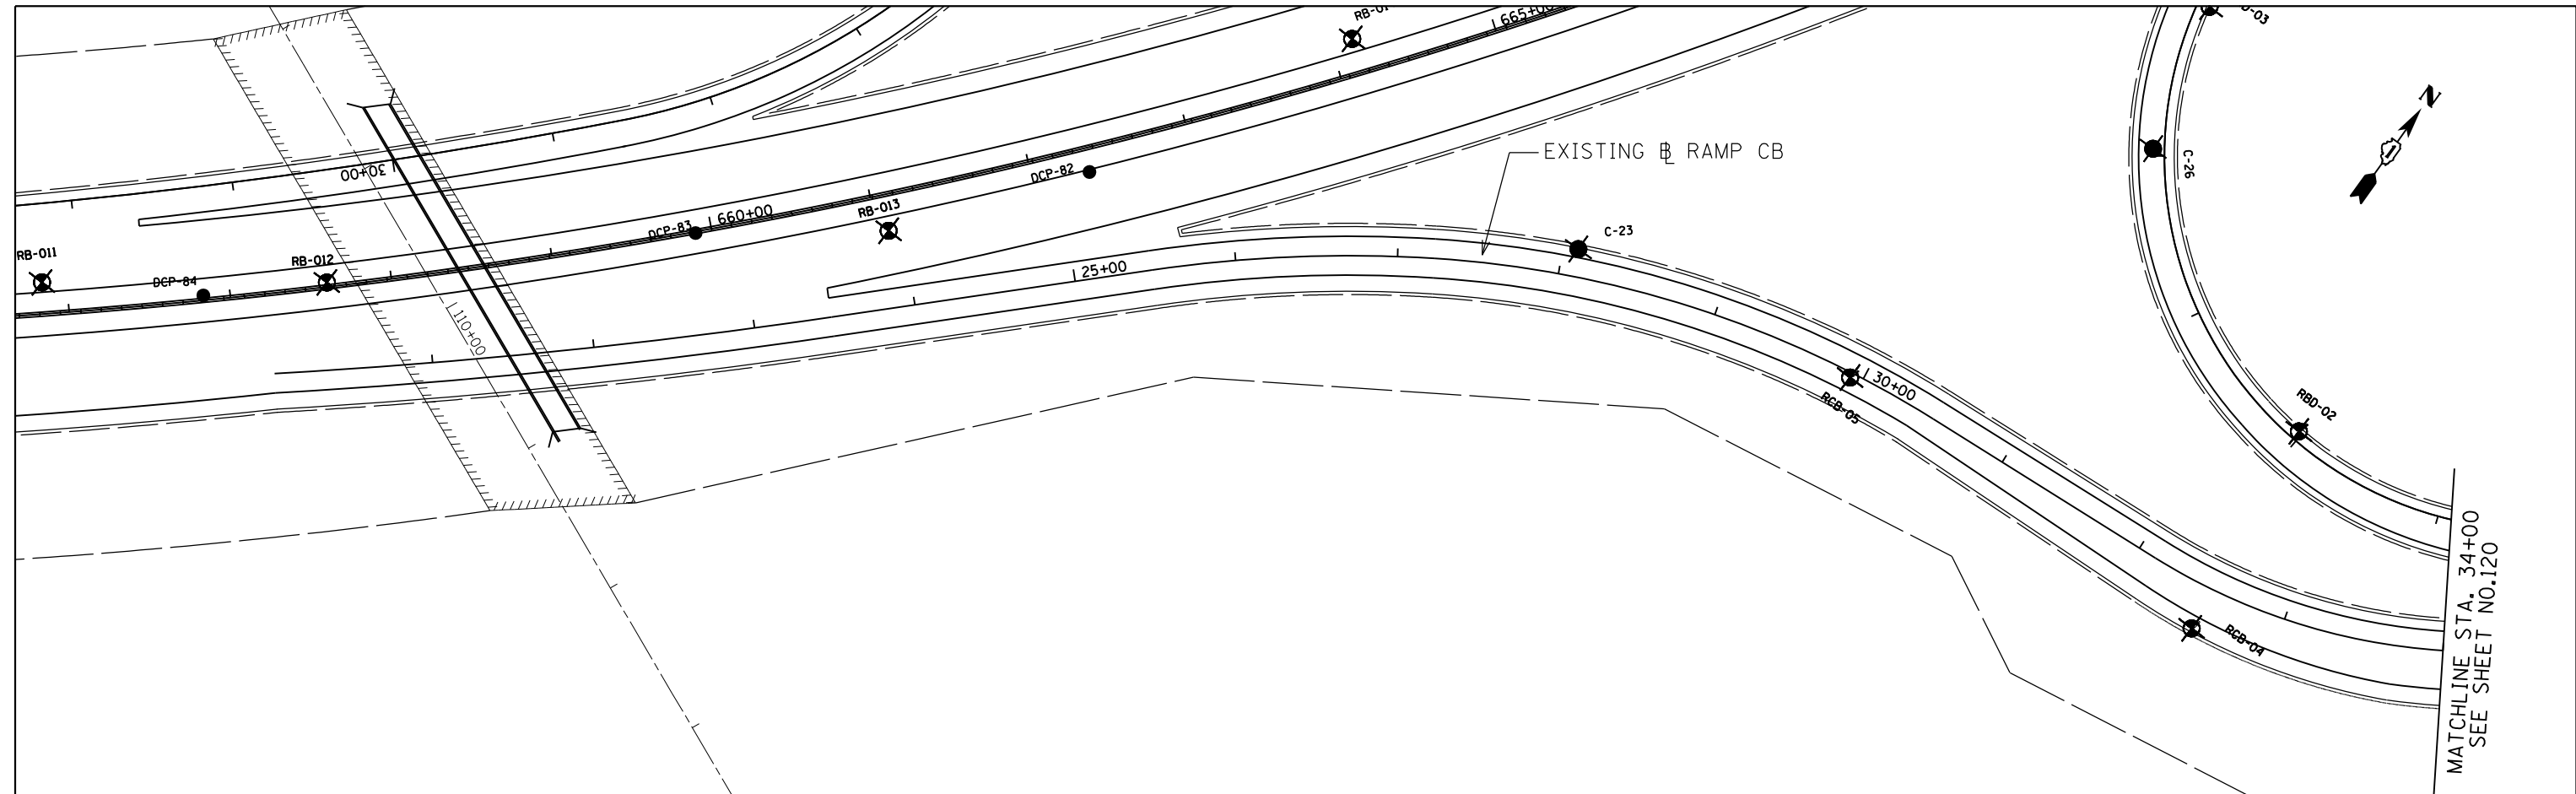 665+00
30+00
EXISTING BL RAMP CB
C-26
DCP-82
RB-013
660+00
DCP-83
C-23
RB-011
RB-012
DCP-84
25+00
110+00
30+00
RCB-05
RBD-02
RCB-04
MATCHLINE STA. 34+00
SEE SHEET NO.120
N